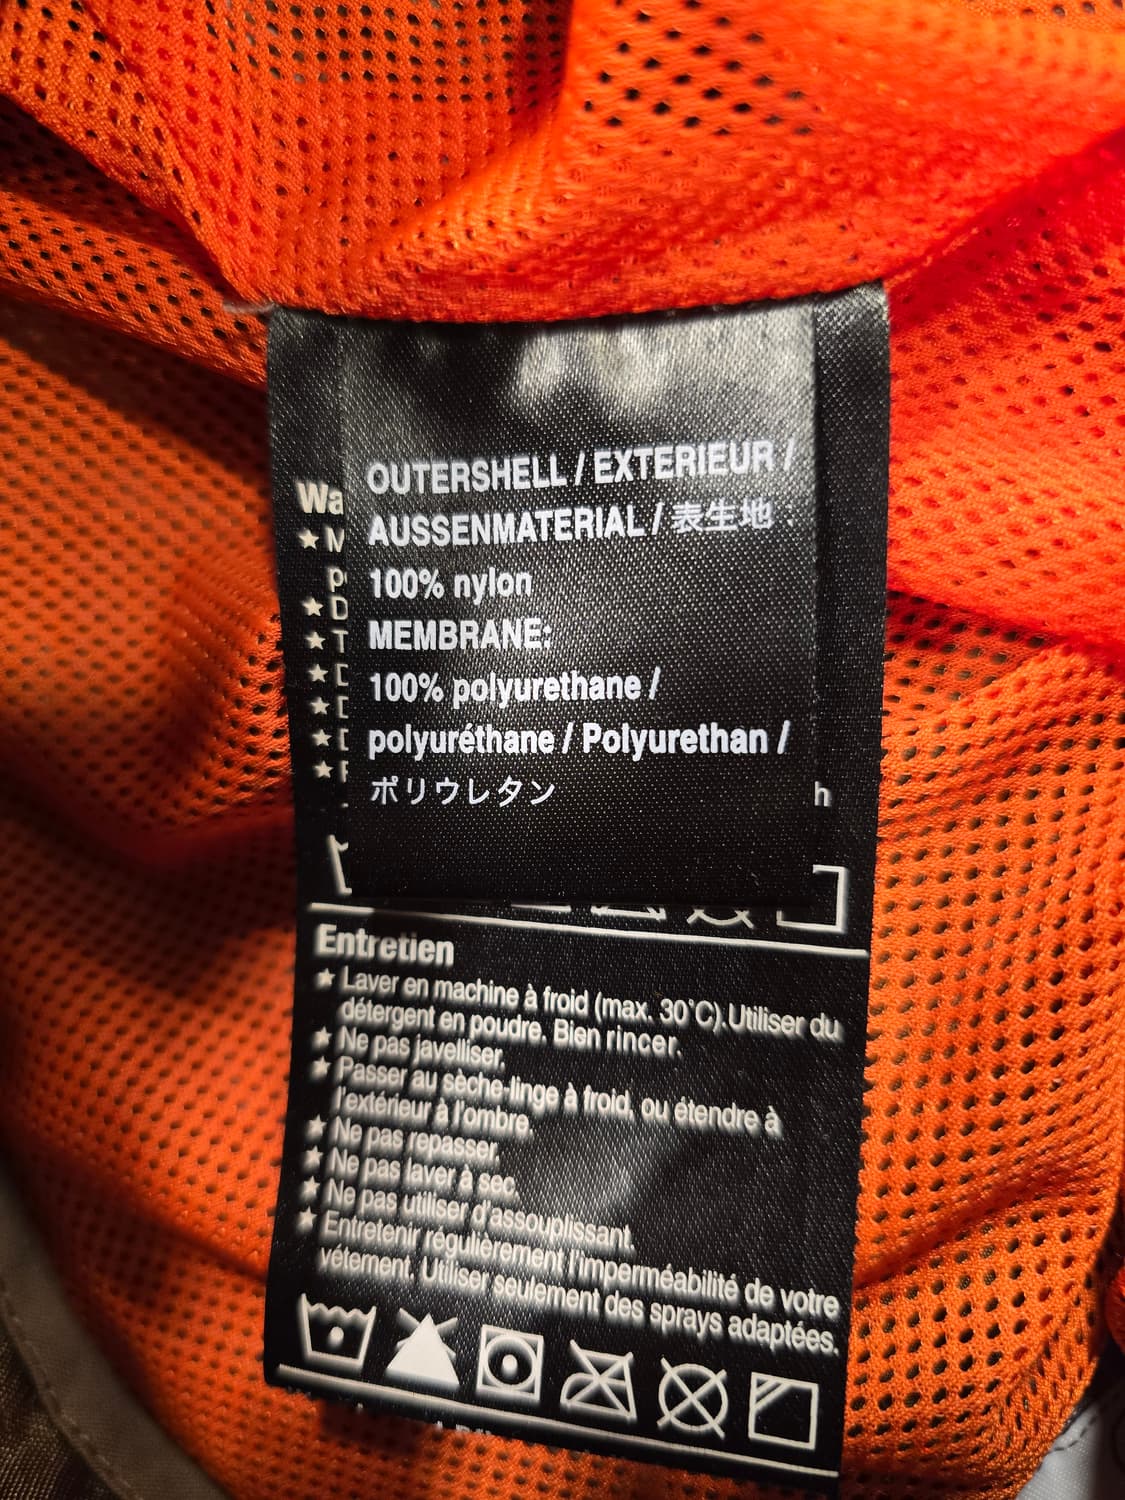 OUTERSHELL / EXTERIEUR /
AUSSENMATERIAL / 表生地 :
100% nylon
MEMBRANE:
100% polyurethane /
polyuréthane / Polyurethan /
ポリウレタン
Wa
Entretien
★ Laver en machine à froid (max. 30°C).Utiliser du
détergent en poudre. Bien rincer.
★ Ne pas javelliser.
★ Passer au sèche-linge à froid, ou étendre à
l'extérieur à l'ombre.
★ Ne pas repasser.
★ Ne pas laver à sec.
★ Ne pas utiliser d'assouplissant.
★ Entretenir régulièrement l'imperméabilité de votre
vétement. Utiliser seulement des sprays adaptées.